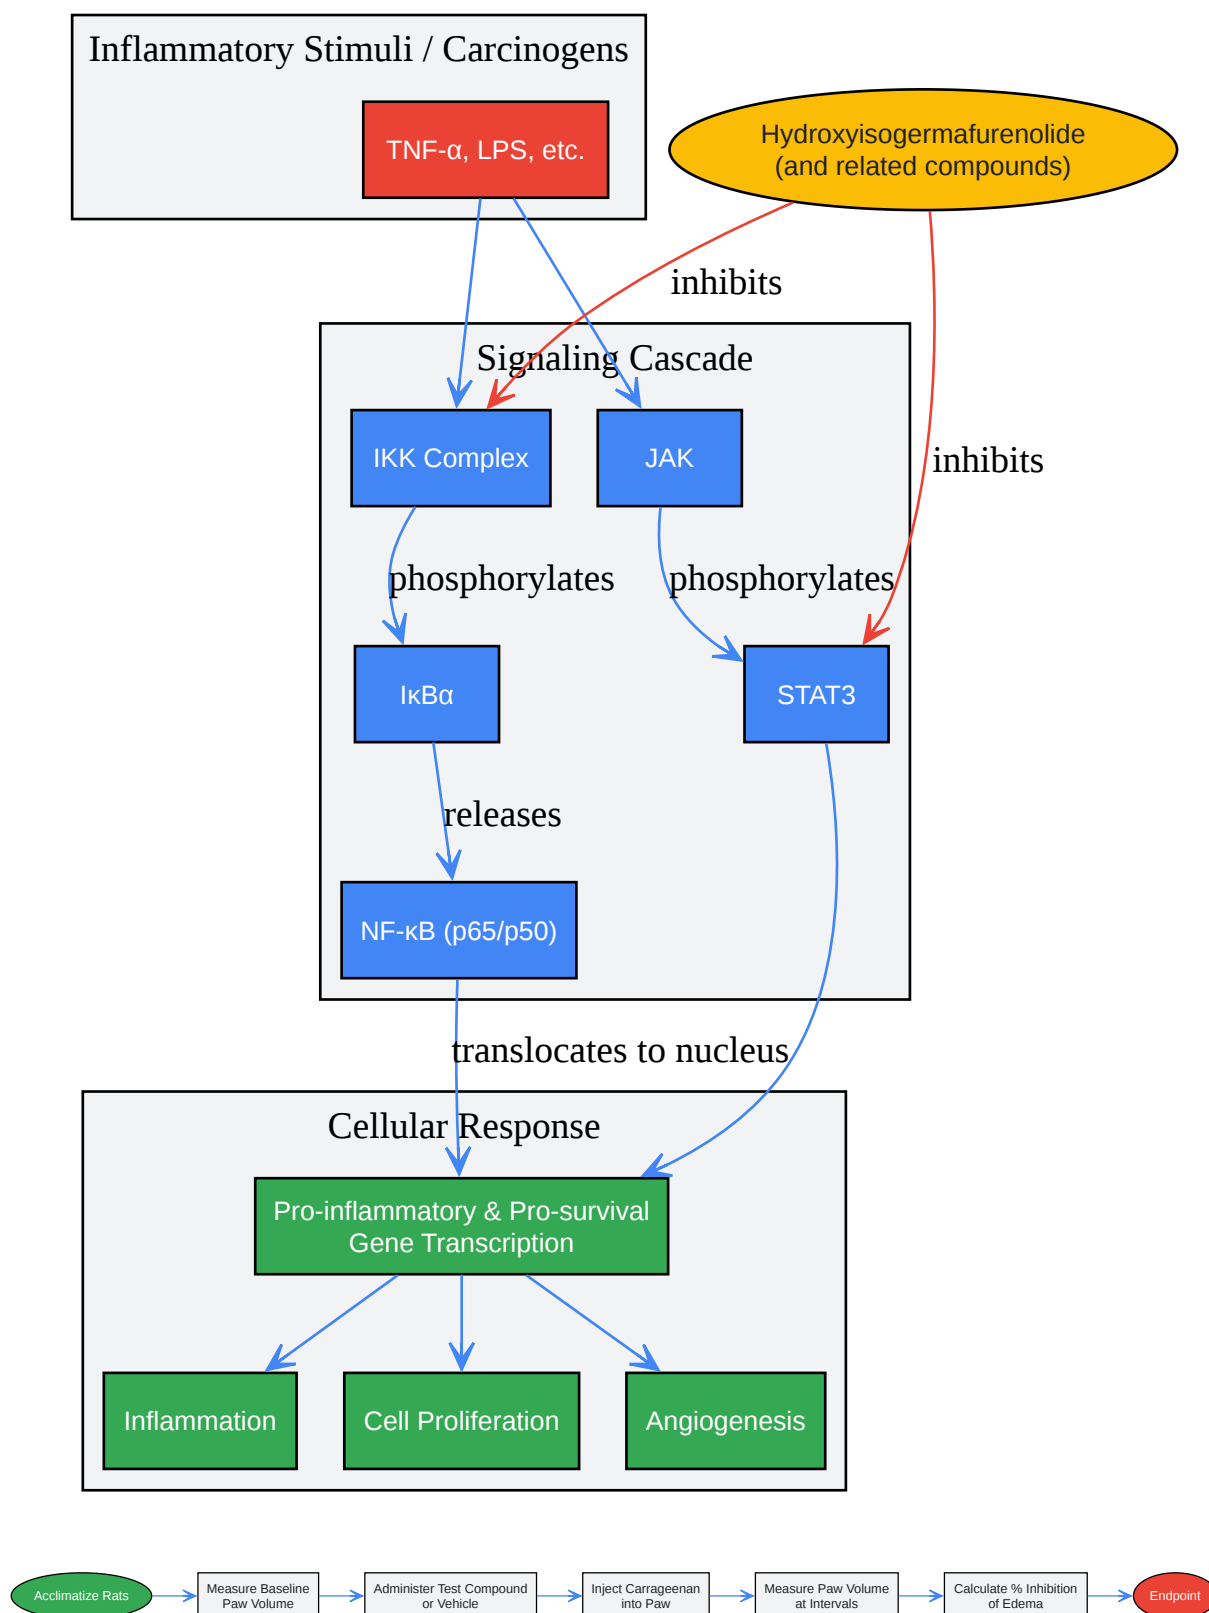 Inflammatory Stimuli / Carcinogens
TNF-α, LPS, etc.
Hydroxyisogermafurenolide
(and related compounds)
inhibits
Signaling Cascade
IKK Complex
JAK
inhibits
phosphorylates
phosphorylates
IκBα
STAT3
releases
NF-κB (p65/p50)
translocates to nucleus
Cellular Response
Pro-inflammatory & Pro-survival
Gene Transcription
Inflammation
Cell Proliferation
Angiogenesis
Acclimatize Rats
Measure Baseline
Paw Volume
Administer Test Compound
or Vehicle
Inject Carrageenan
into Paw
Measure Paw Volume
at Intervals
Calculate % Inhibition
of Edema
Endpoint